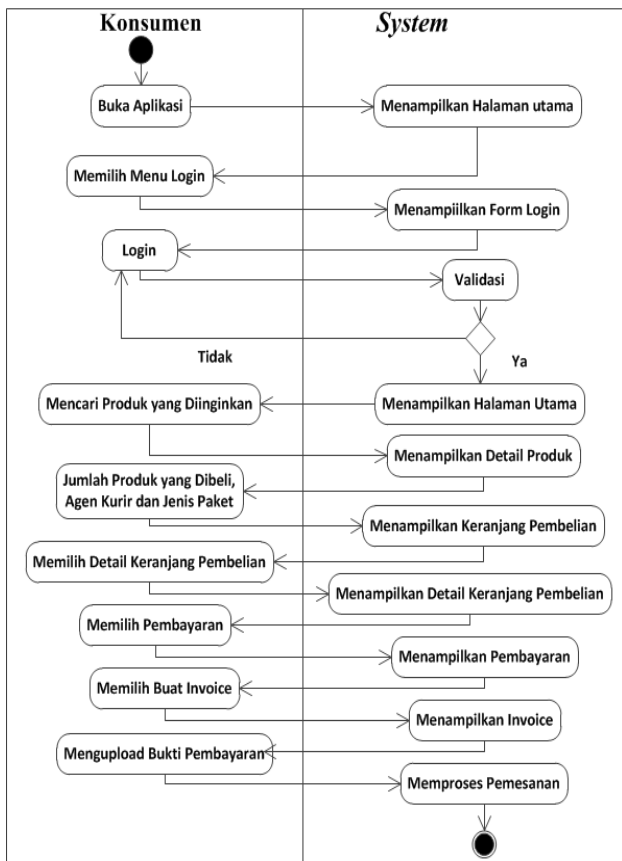 Konsumen
System
Buka Aplikasi
Menampilkan Halaman utama
Memilih Menu Login
Menampiilkan Form Login
Login
Validasi
Tidak
Ya
Mencari Produk yang Diinginkan
Menampilkan Halaman Utama
Menampilkan Detail Produk
Jumlah Produk yang Dibeli,
Agen Kurir dan Jenis Paket
Menampilkan Keranjang Pembelian
Memilih Detail Keranjang Pembelian
Menampilkan Detail Keranjang Pembelian
Memilih Pembayaran
Menampilkan Pembayaran
Memilih Buat Invoice
Menampilkan Invoice
Mengupload Bukti Pembayaran
Memproses Pemesanan